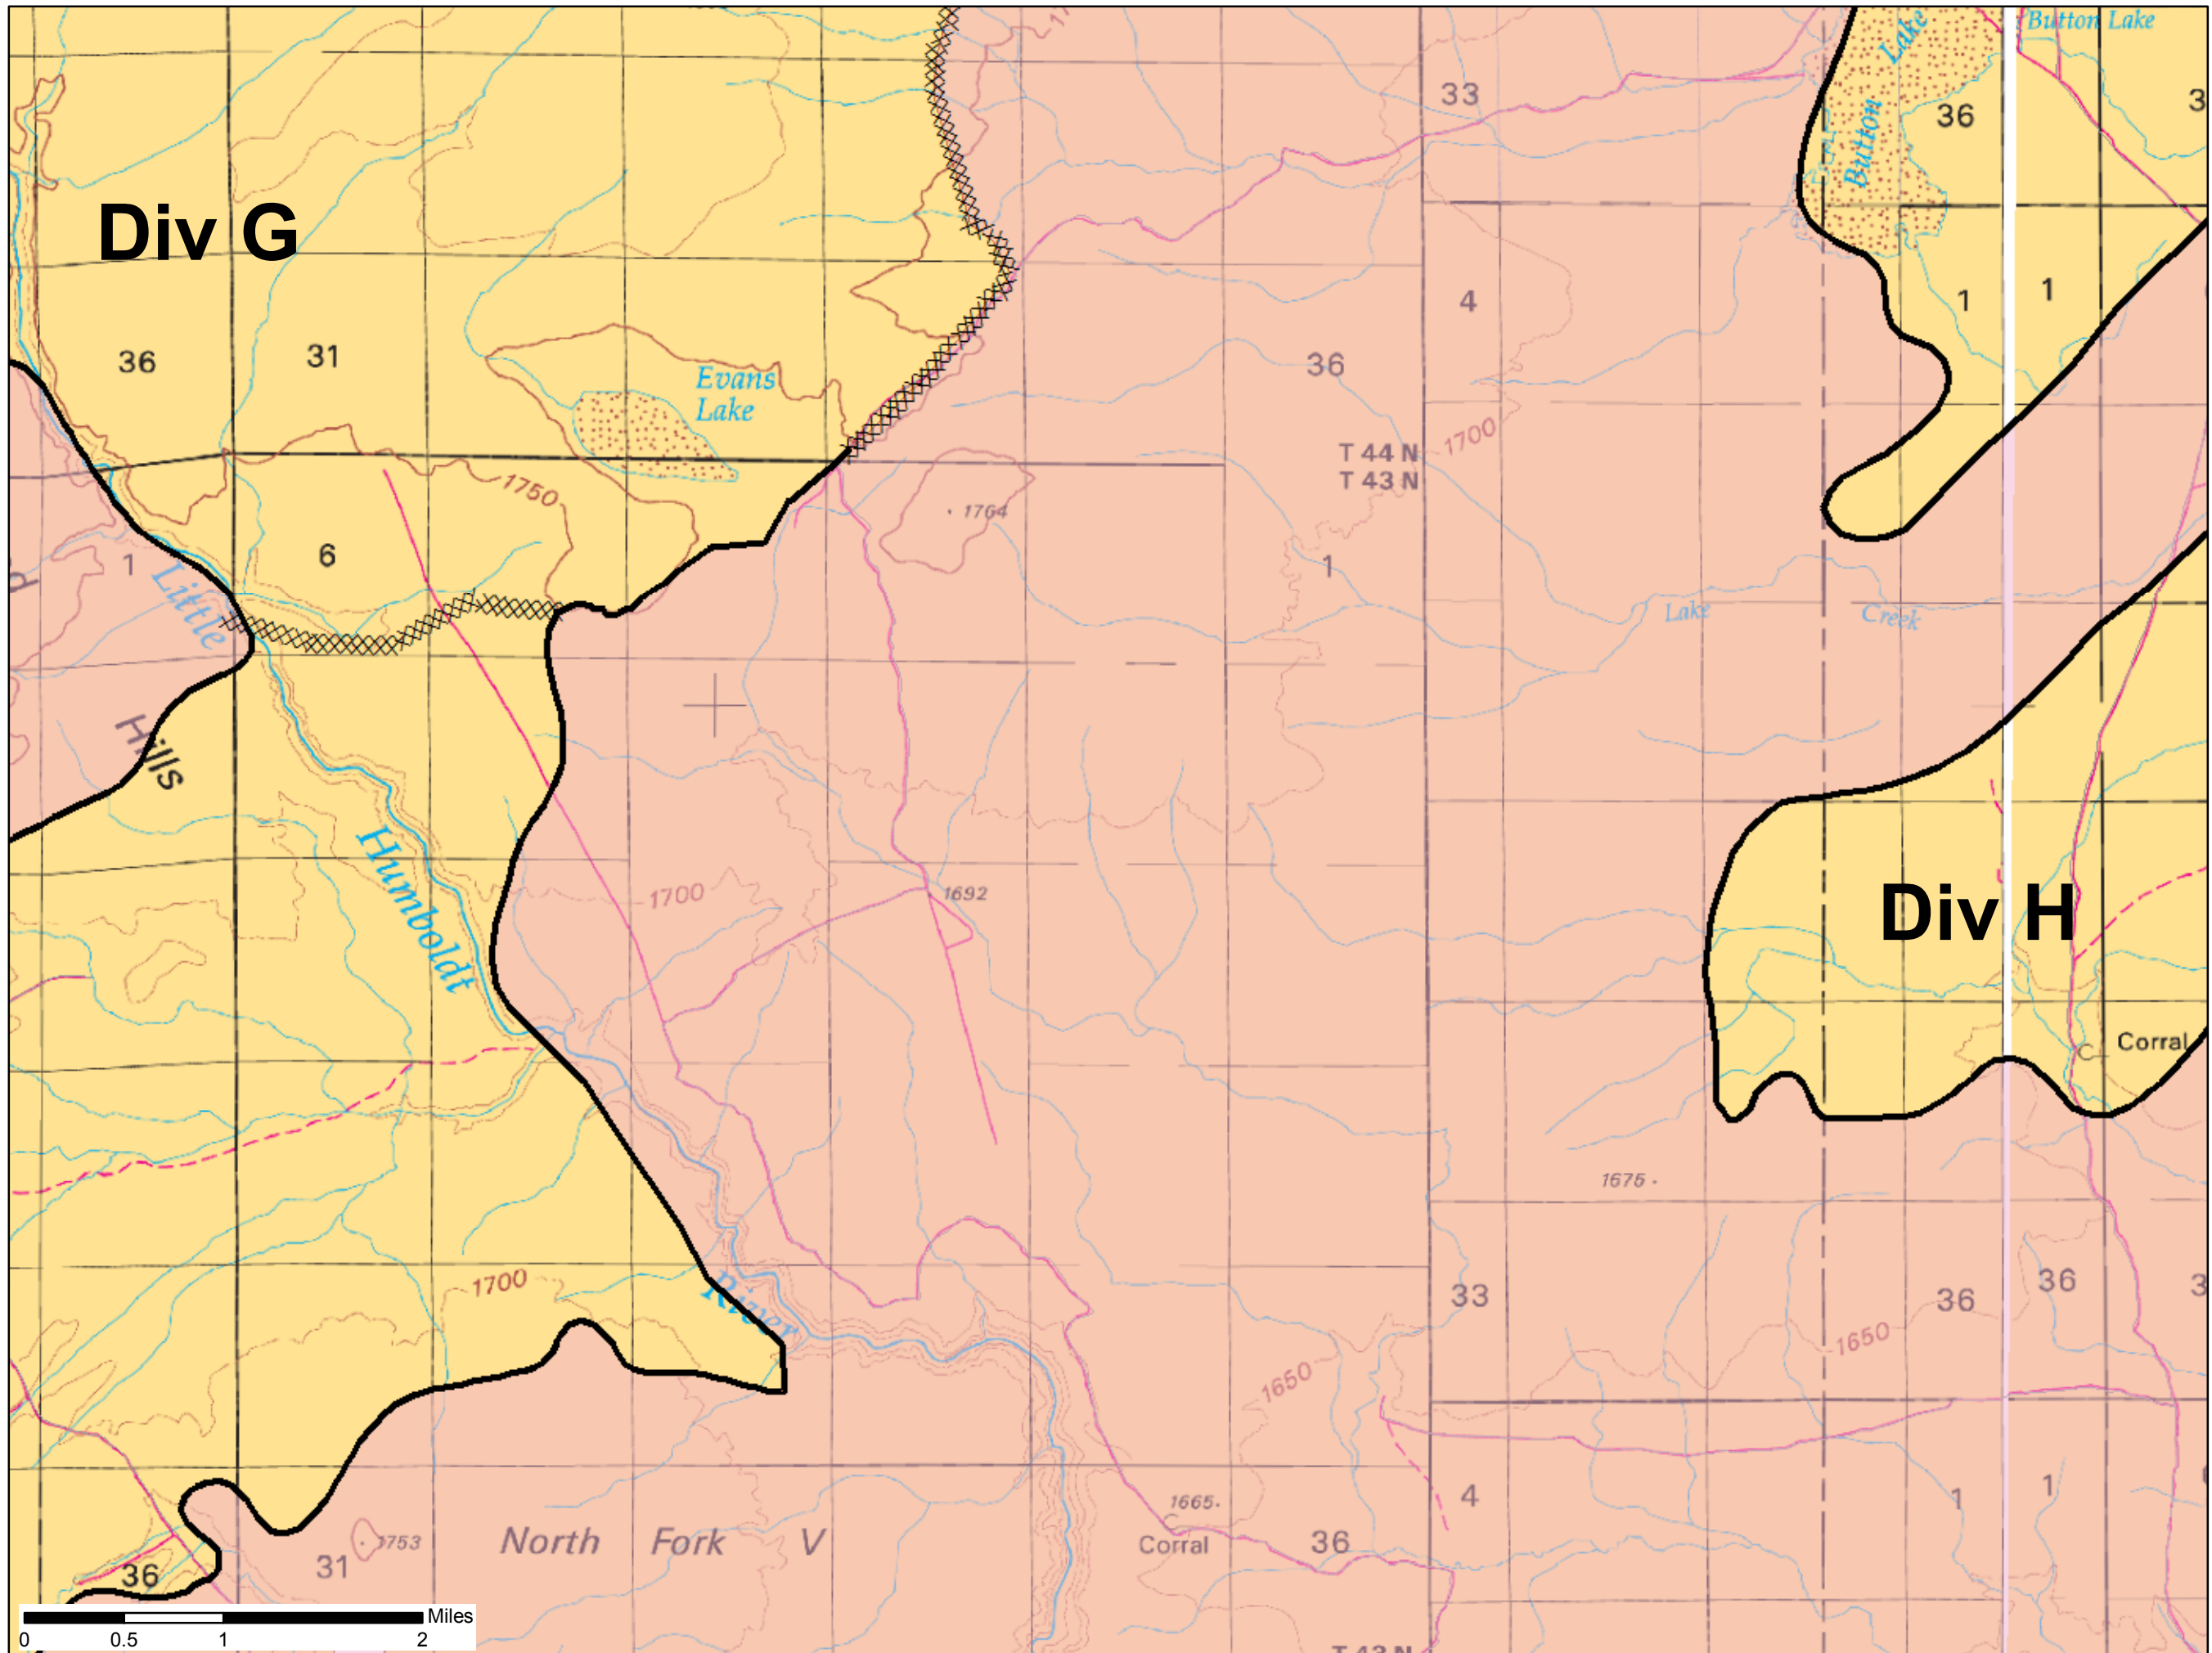 Lake
Button Lake
33
Button
36
3
Div G
4
1
1
36
31
36
Evans
Lake
T 44 N
T 43 N
1700
1750
1764
6
1
1
d
Little
Lake
Creek
Hills
Humboldt
1700
1692
Div H
Corral
1675
1700
River
33
36
36
3
1650
1650
4
1
1
1665
36
Corral
1753
31
North Fork V
36
Miles
0 0.5 1 2
T 43 N